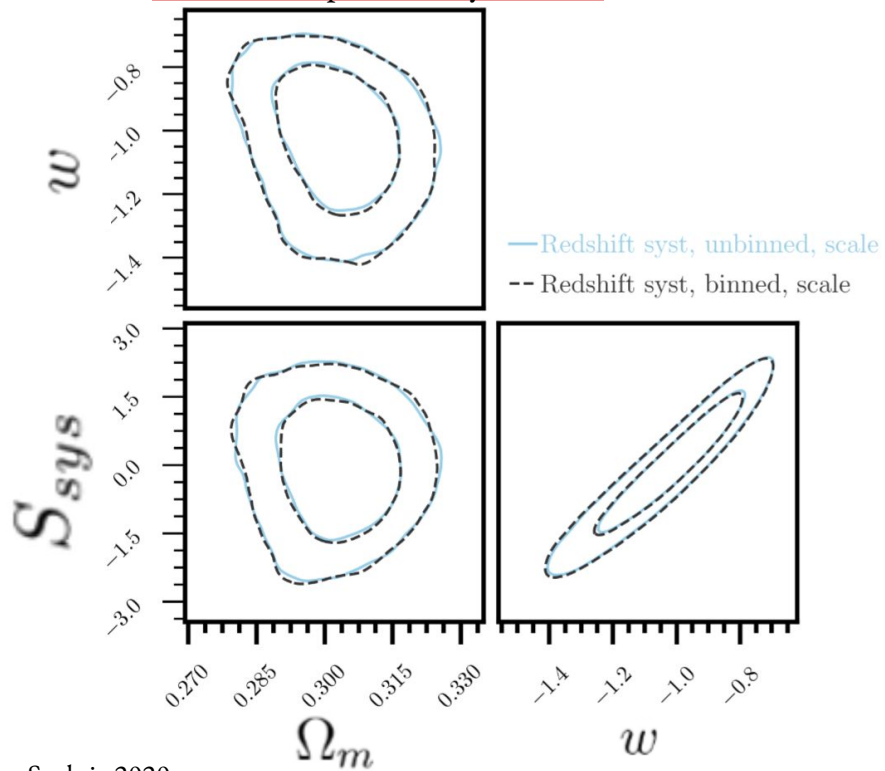 w
-0.8
-1.0
-1.2
-1.4
Redshift syst, unbinned, scale
Redshift syst, binned, scale
S_sys
3.0
1.5
0.0
-1.5
-3.0
0.270 0.285 0.300 0.315 0.330
-1.4 -1.2 -1.0 -0.8
Ω_m w